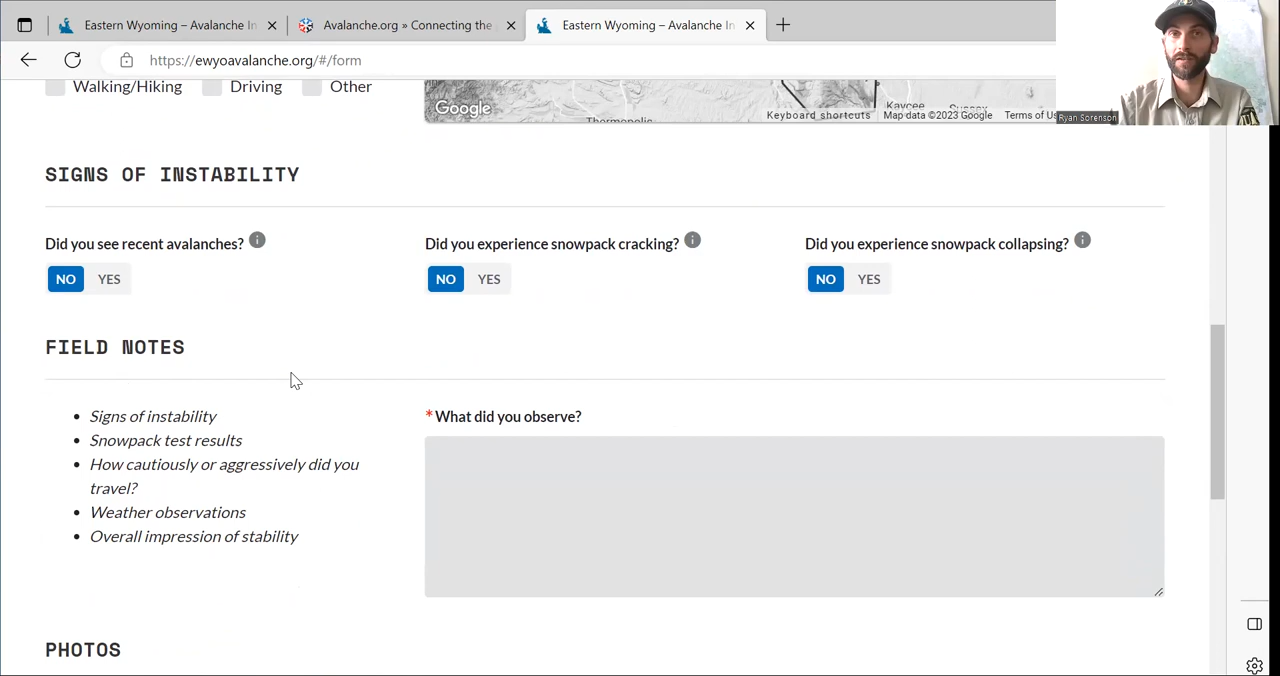 Eastern Wyoming – Avalanche In
Avalanche.org » Connecting the
Eastern Wyoming – Avalanche In
https://ewyoavalanche.org/#/form
Walking/Hiking
Driving
Other
Google
Kaycee
Keyboard shortcuts
Map data ©2023 Google
Terms of Us
Ryan Sorenson
SIGNS OF INSTABILITY
Did you see recent avalanches?
Did you experience snowpack cracking?
Did you experience snowpack collapsing?
NO YES
NO YES
NO YES
FIELD NOTES
• Signs of instability
• Snowpack test results
• How cautiously or aggressively did you
travel?
• Weather observations
• Overall impression of stability
*What did you observe?
PHOTOS